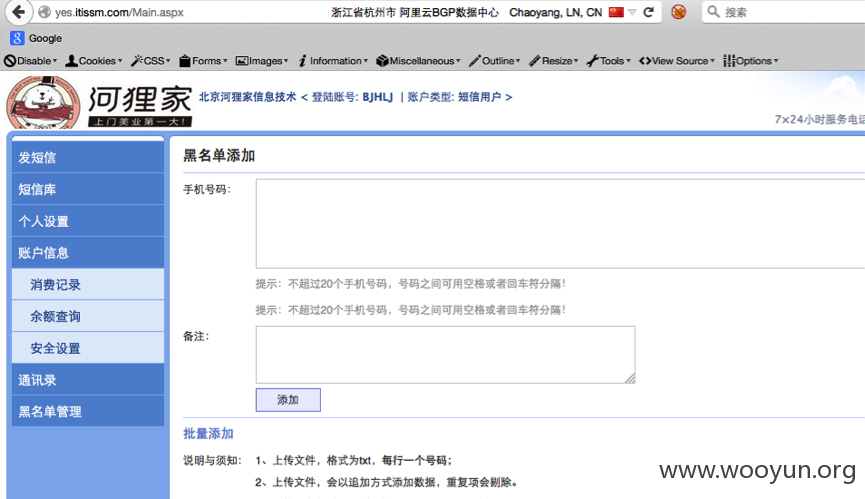 yes.itissm.com/Main.aspx 浙江省杭州市 阿里云BGP数据中心 Chaoyang, LN, CN 搜索
Google
Disable Cookies CSS Forms Images Information Miscellaneous Outline Resize Tools View Source Options
河狸家
上门美业第一大!
北京河狸家信息技术 < 登陆账号: BJHLJ | 账户类型: 短信用户 >
7×24小时服务电话
发短信
短信库
个人设置
账户信息
消费记录
余额查询
安全设置
通讯录
黑名单管理
黑名单添加
手机号码:
提示: 不超过20个手机号码, 号码之间可用空格或者回车符分隔!
提示: 不超过20个手机号码, 号码之间可用空格或者回车符分隔!
备注:
添加
批量添加
说明与须知: 1、上传文件, 格式为txt, 每行一个号码;
2、上传文件, 会以追加方式添加数据, 重复项会剔除。
www.wooyun.org